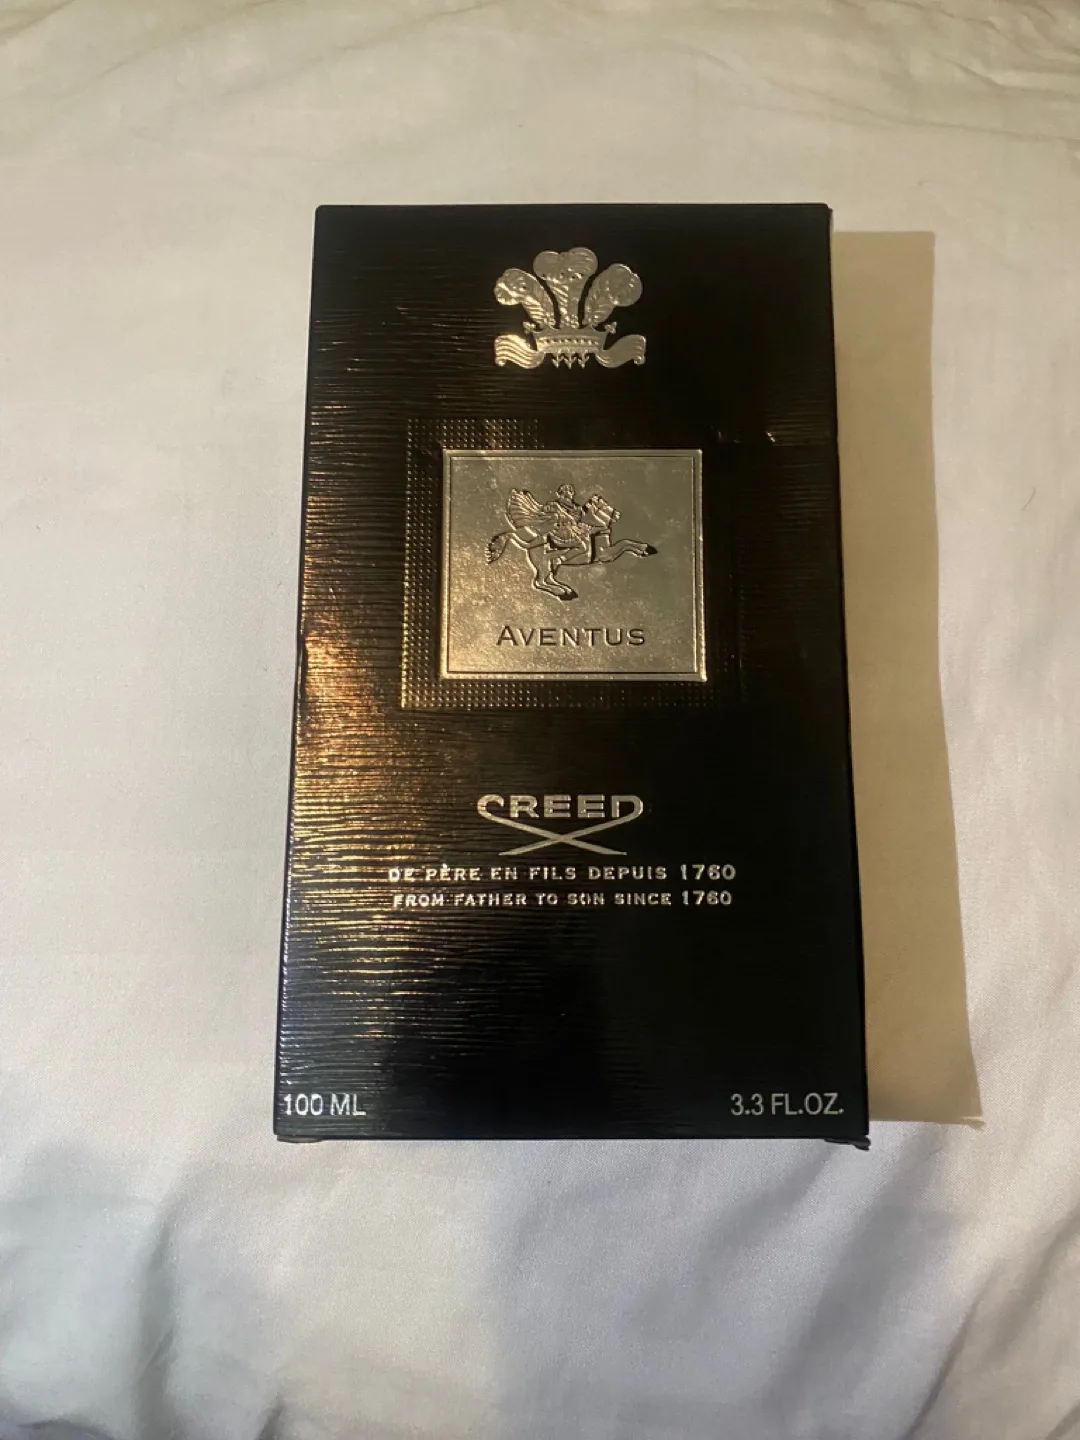 AVENTUS
CREED
DE PÈRE EN FILS DEPUIS 1760
FROM FATHER TO SON SINCE 1760
100 ML
3.3 FL.OZ.